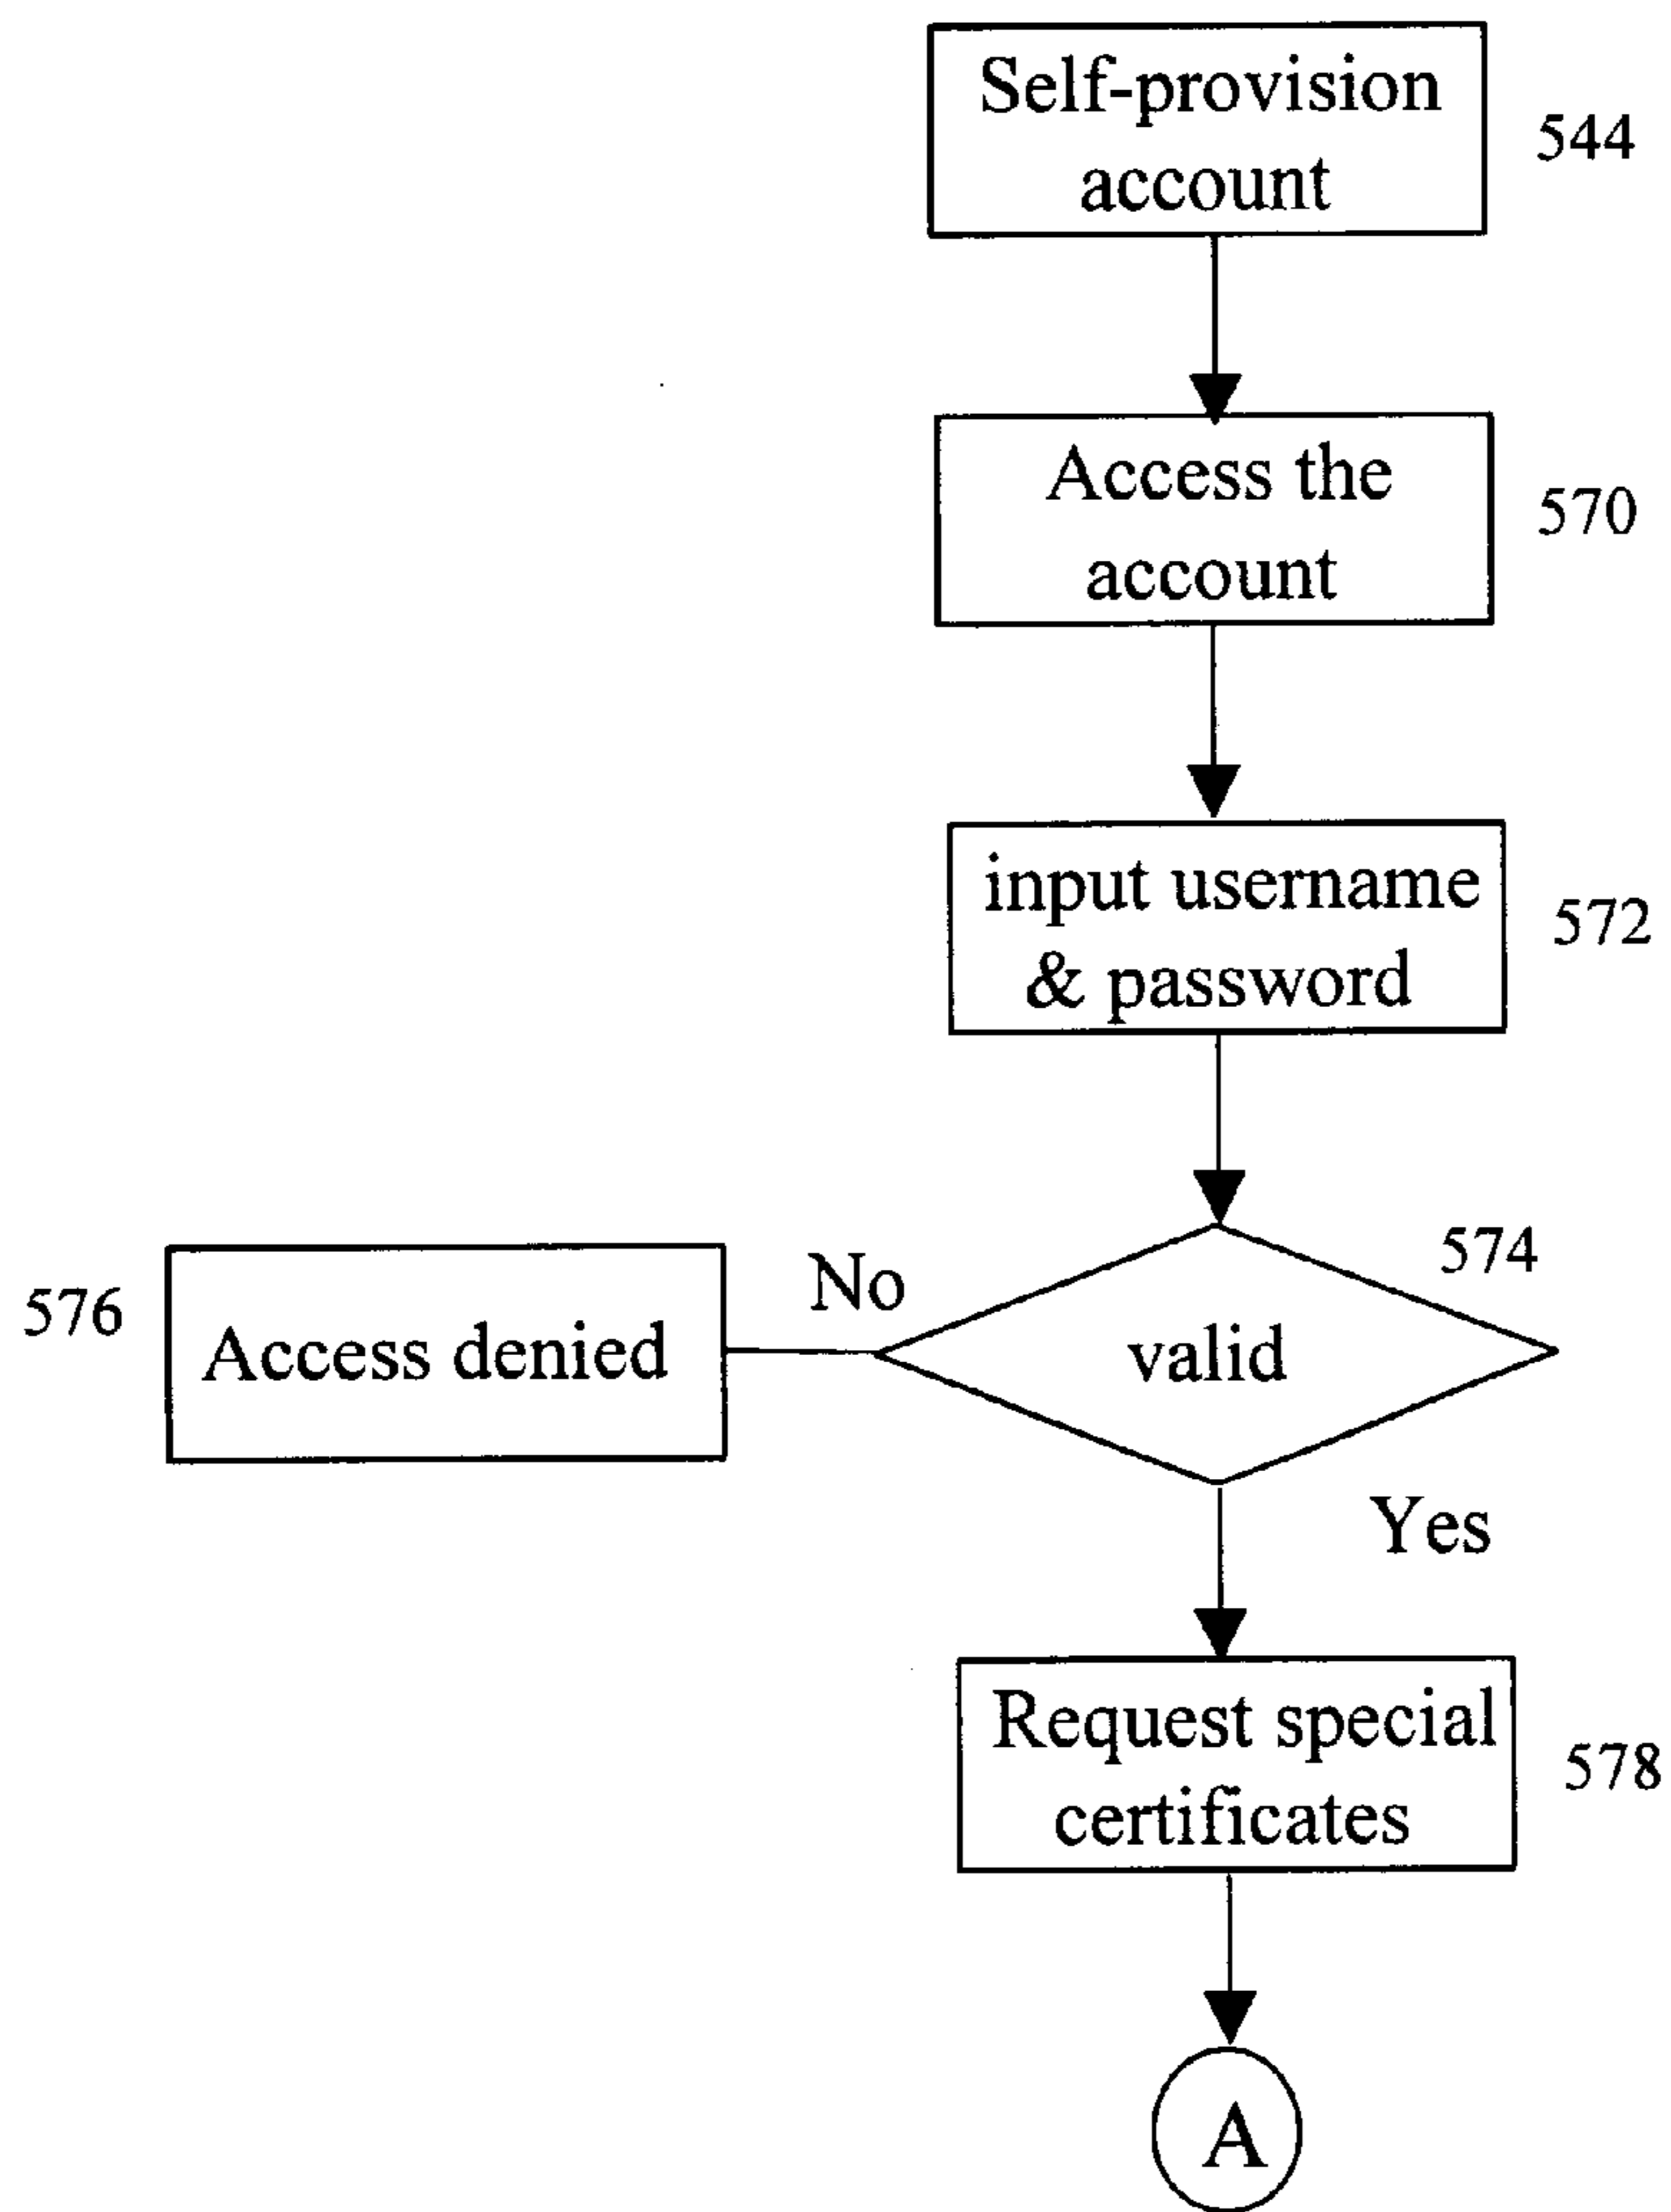 Self-provision
account
544
Access the
account
570
input username
& password
572
574
No
valid
576
Access denied
Yes
Request special
certificates
578
A